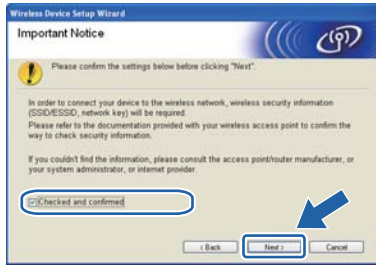 Wireless Device Setup Wizard
Important Notice
Please confirm the settings below before clicking "Next".
In order to connect your device to the wireless network, wireless security information
(SSID/ESSID, network key) will be required.
Please refer to the documentation provided with your wireless access point to confirm the
way to check security information.
If you couldn't find the information, please consult the access point/router manufacturer, or
your system administrator, or internet provider.
Checked and confirmed
< Back
Next >
Cancel